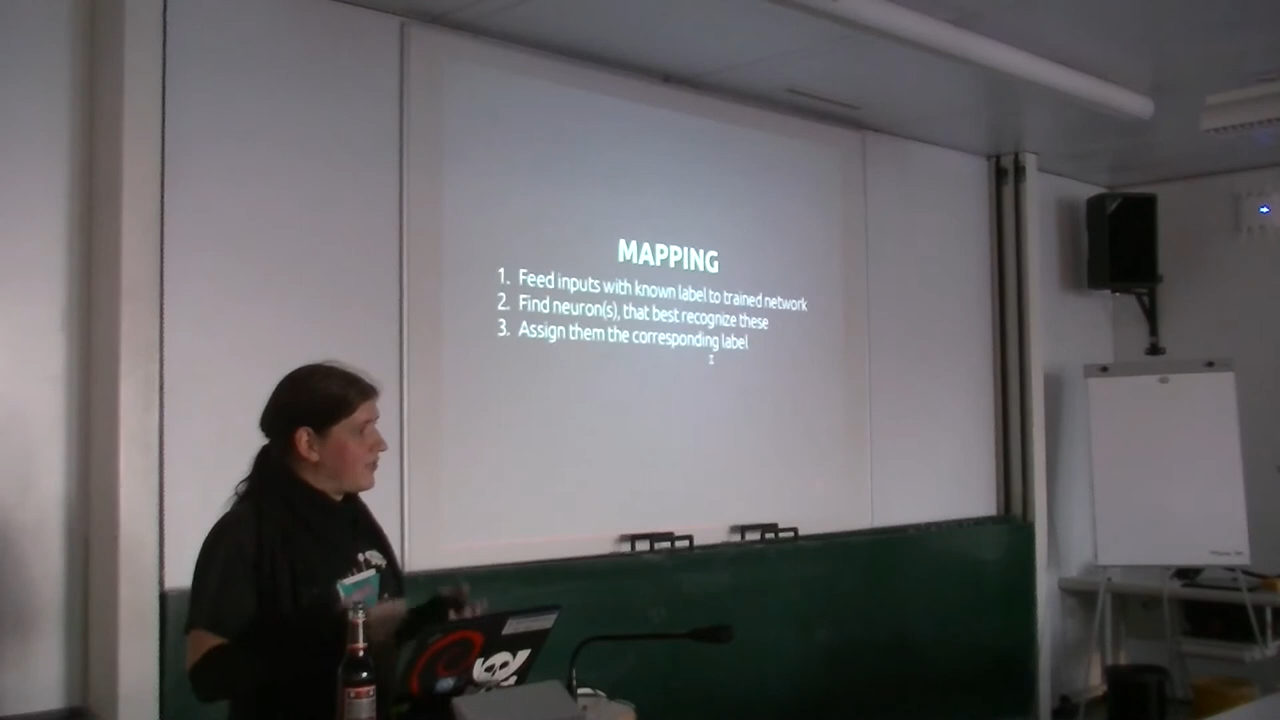 MAPPING
1. Feed inputs with known label to trained network
2. Find neuron(s), that best recognize these
3. Assign them the corresponding label